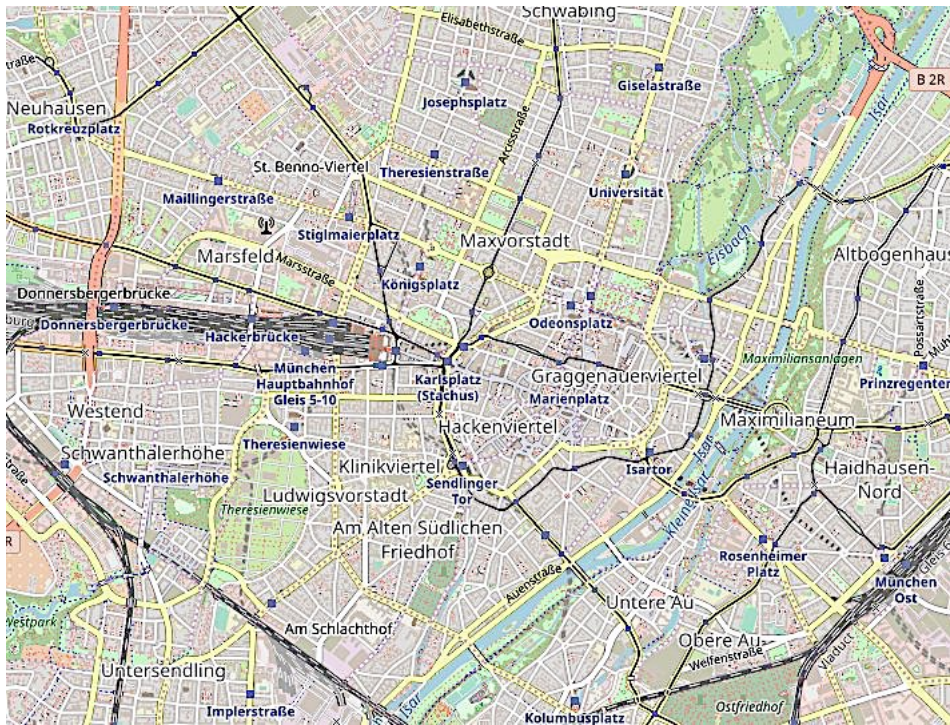 Schwabing
Elisabethstraße
B 2R
Isar
Giselastraße
Josephsplatz
Neuhausen
Rotkreuzplatz
Arcisstraße
St. Benno-Viertel
Theresienstraße
Universität
Maillingerstraße
Stiglmaierplatz
Maxvorstadt
Eisbach
Marsfeld
Marsstraße
Altbogenhaus
Königsplatz
Donnersbergerbrücke
Donnersbergerbrücke
Odeonsplatz
Possartstraße
Hackerbrücke
Maximiliansanlagen
München
Hauptbahnhof
Gleis 5-10
Karlsplatz
(Stachus)
Graggenauerviertel
Marienplatz
Prinzregenten
Westend
Hackenviertel
Maximilianeum
Theresienwiese
Schwanthalerhöhe
Schwanthalerhöhe
Klinikviertel
Sendlinger
Tor
Isartor
Isar
Kleine Isar
Haidhausen-
Nord
Ludwigsvorstadt
Theresienwiese
Am Alten Südlichen
Friedhof
Rosenheimer
Platz
München
Ost
Auenstraße
Westpark
Untere Au
Am Schlachthof
Obere Au
Welfenstraße
Viaduct
Untersendling
Isar
Ostfriedhof
Implerstraße
Kolumbusplatz